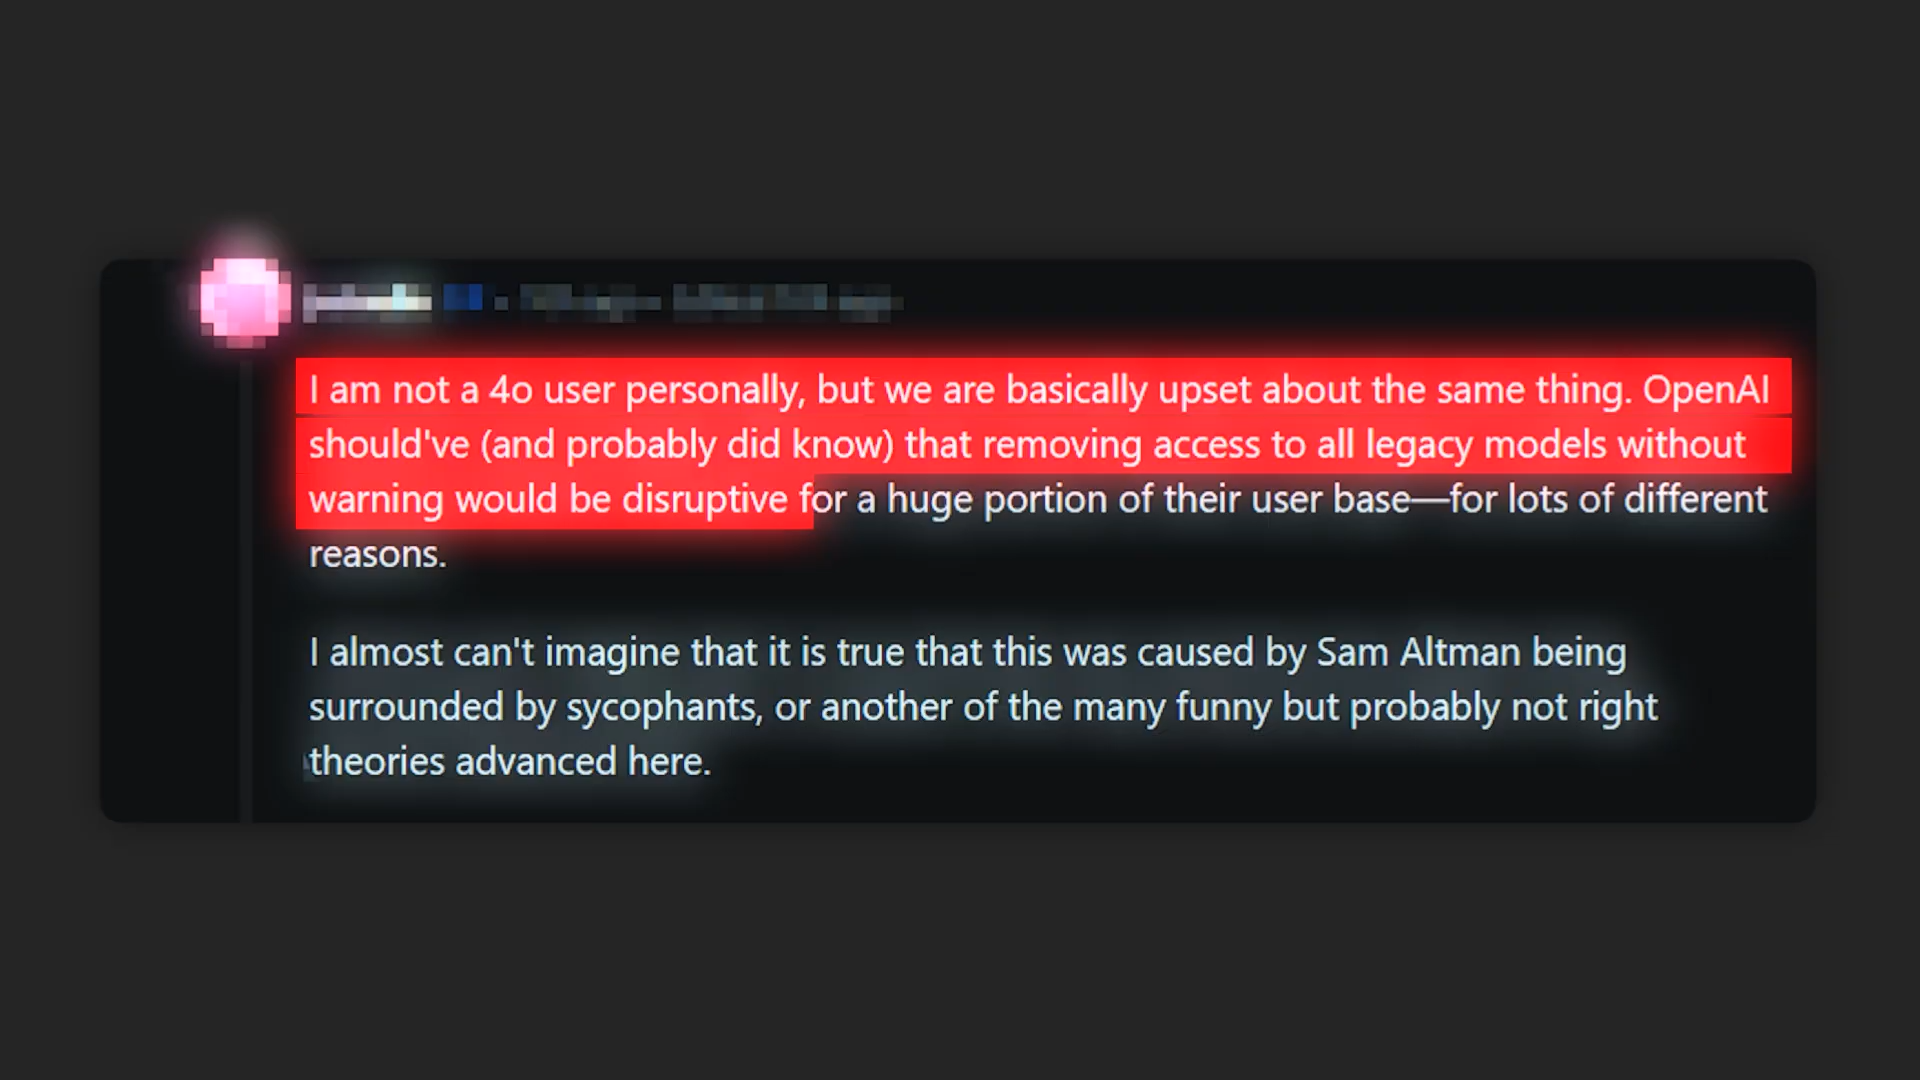 I am not a 4o user personally, but we are basically upset about the same thing. OpenAI
should've (and probably did know) that removing access to all legacy models without
warning would be disruptive for a huge portion of their user base—for lots of different
reasons.
I almost can't imagine that it is true that this was caused by Sam Altman being
surrounded by sycophants, or another of the many funny but probably not right
theories advanced here.